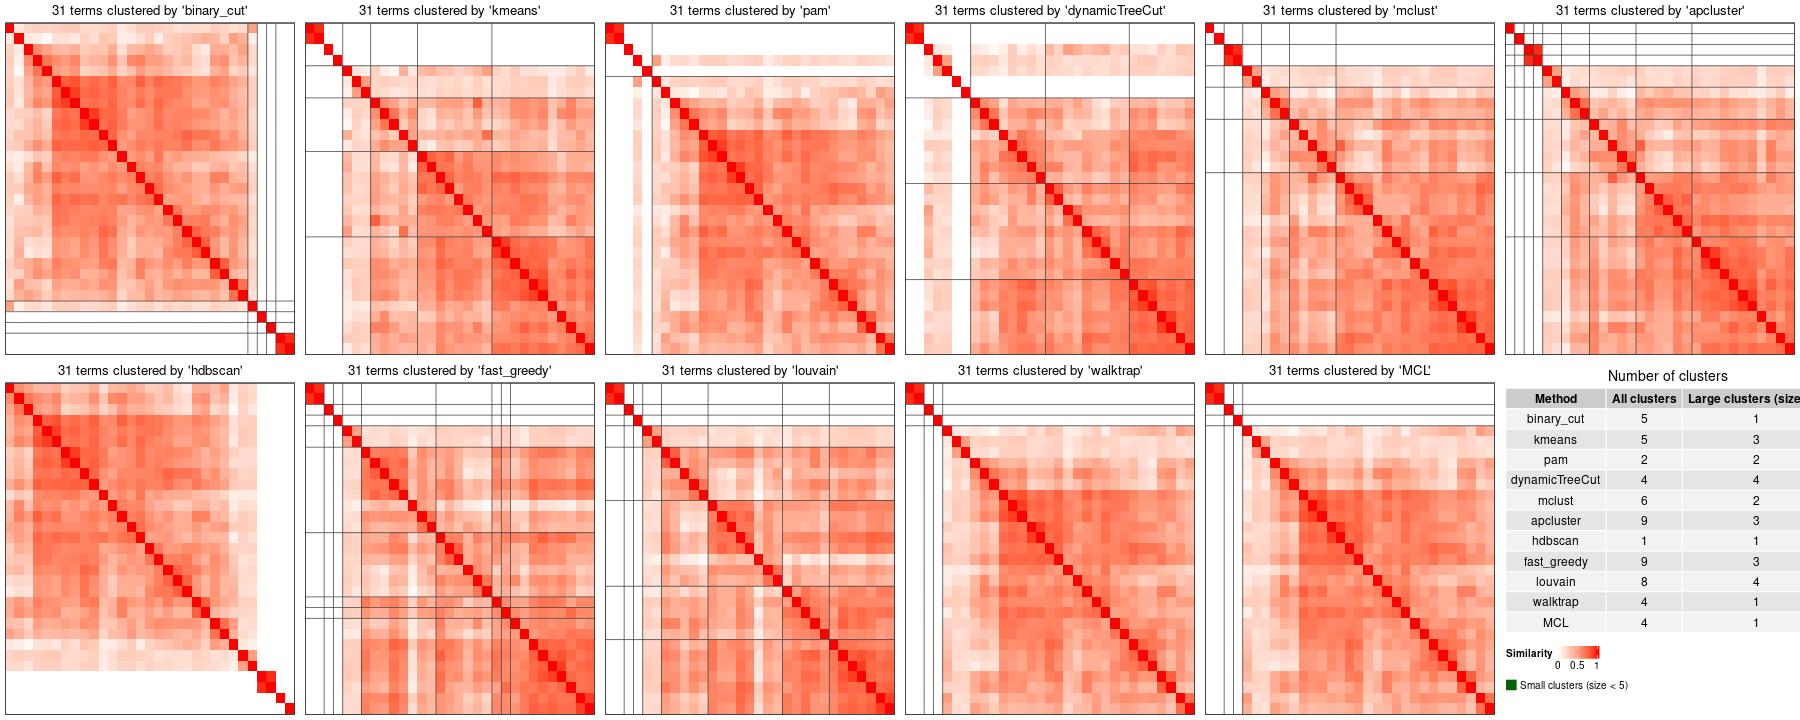 31 terms clustered by 'binary_cut'
31 terms clustered by 'kmeans'
31 terms clustered by 'pam'
31 terms clustered by 'dynamicTreeCut'
31 terms clustered by 'mclust'
31 terms clustered by 'apcluster'
31 terms clustered by 'hdbscan'
31 terms clustered by 'fast_greedy'
31 terms clustered by 'louvain'
31 terms clustered by 'walktrap'
31 terms clustered by 'MCL'
Number of clusters
Method All clusters Large clusters (size
binary_cut 5 1
kmeans 5 3
pam 2 2
dynamicTreeCut 4 4
mclust 6 2
apcluster 9 3
hdbscan 1 1
fast_greedy 9 3
louvain 8 4
walktrap 4 1
MCL 4 1
Similarity
0 0.5 1
Small clusters (size < 5)